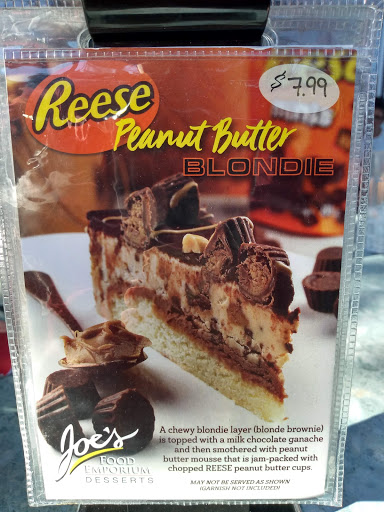 $7.99
Reese
Peanut Butter
BLONDIE
A chewy blondie layer (blonde brownie)
is topped with a milk chocolate ganache
and then smothered with peanut
butter mousse that is jam-packed with
chopped REESE peanut butter cups.
MAY NOT BE SERVED AS SHOWN
(GARNISH NOT INCLUDED)
Joe's
FOOD
EMPORIUM
DESSERTS